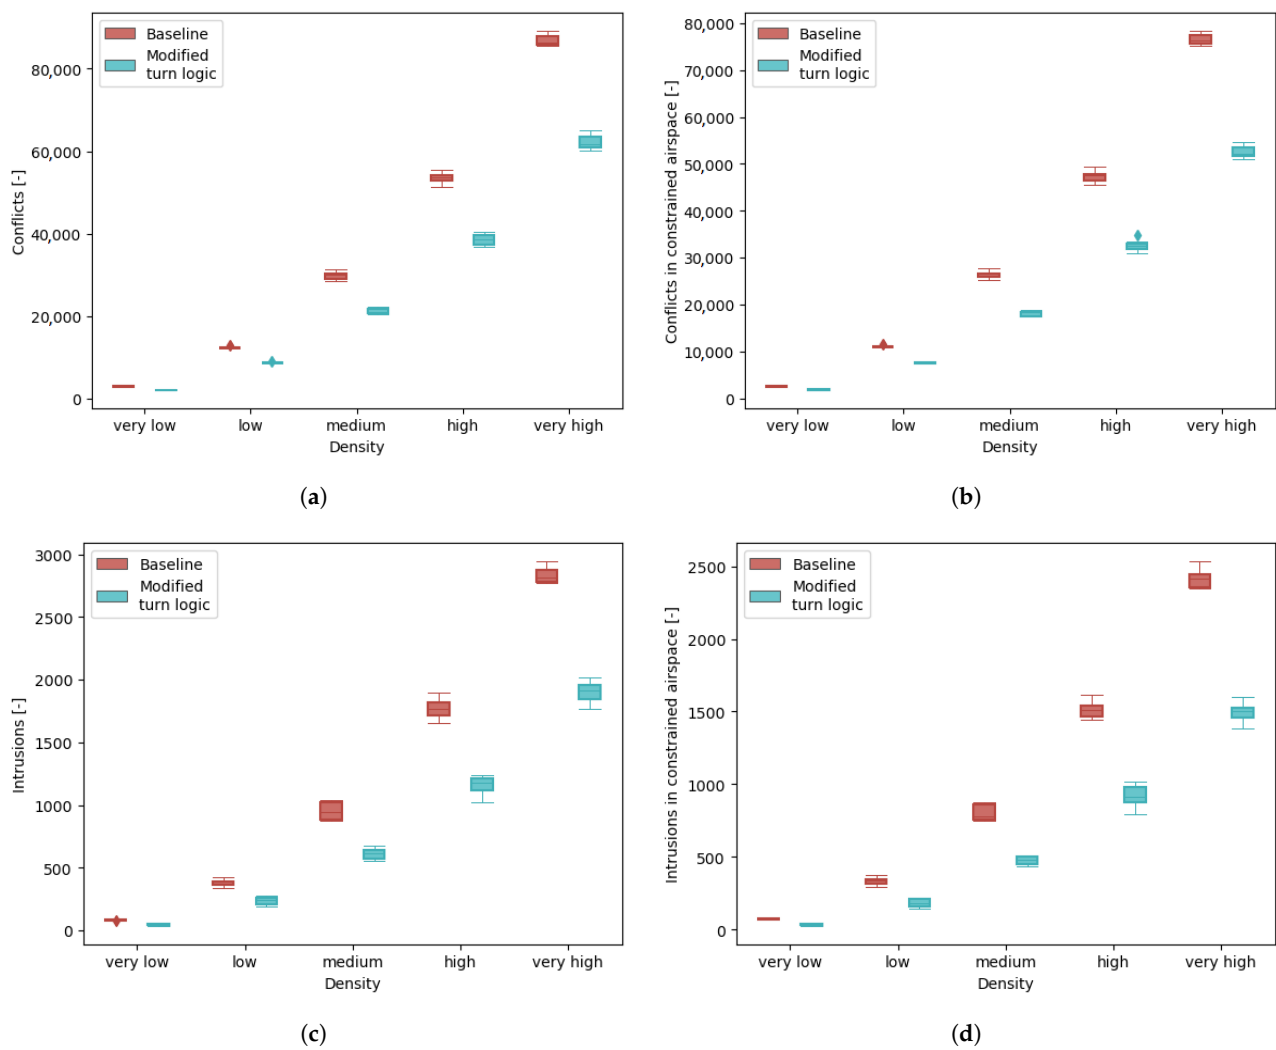 Baseline
Modified
turn logic
80,000
60,000
40,000
20,000
0
Conflicts [-]
very low
low
medium
high
very high
Density
(a)
Baseline
Modified
turn logic
80,000
70,000
60,000
50,000
40,000
30,000
20,000
10,000
0
Conflicts in constrained airspace [-]
very low
low
medium
high
very high
Density
(b)
Baseline
Modified
turn logic
3000
2500
2000
1500
1000
500
0
Intrusions [-]
very low
low
medium
high
very high
Density
(c)
Baseline
Modified
turn logic
2500
2000
1500
1000
500
0
Intrusions in constrained airspace [-]
very low
low
medium
high
very high
Density
(d)